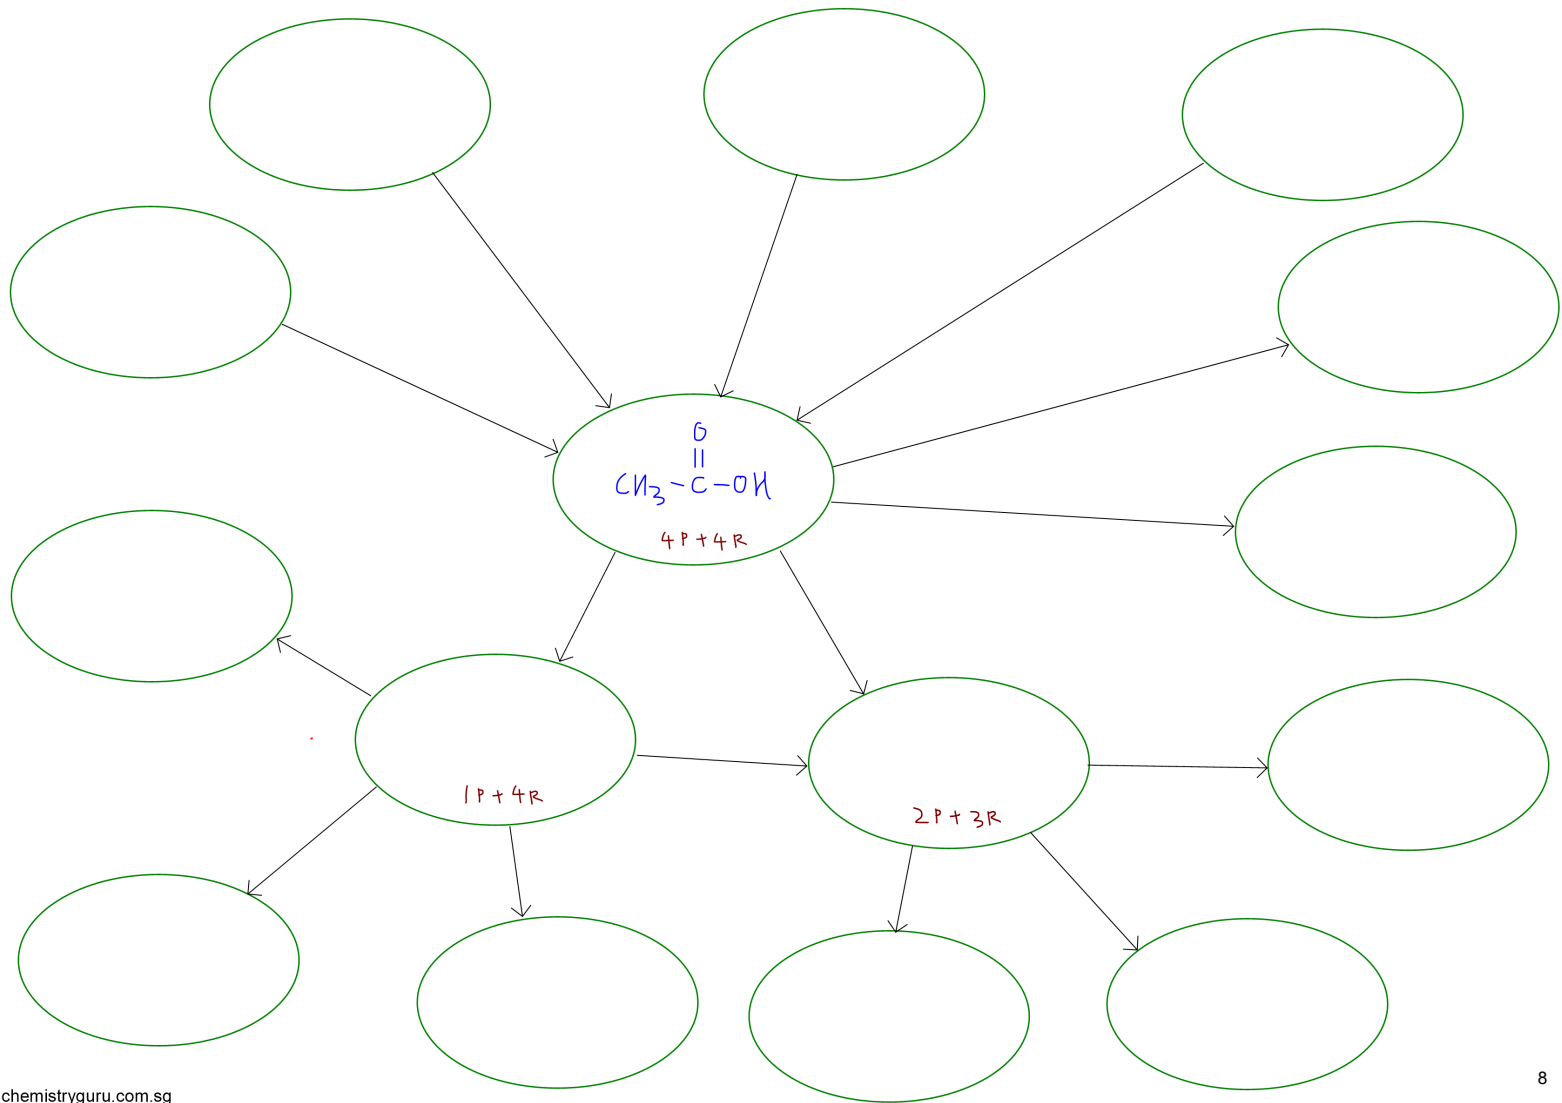 O
||
CH3-C-OH
4P+4R
1P+4R
2P+3R
8
chemistryguru.com.sg